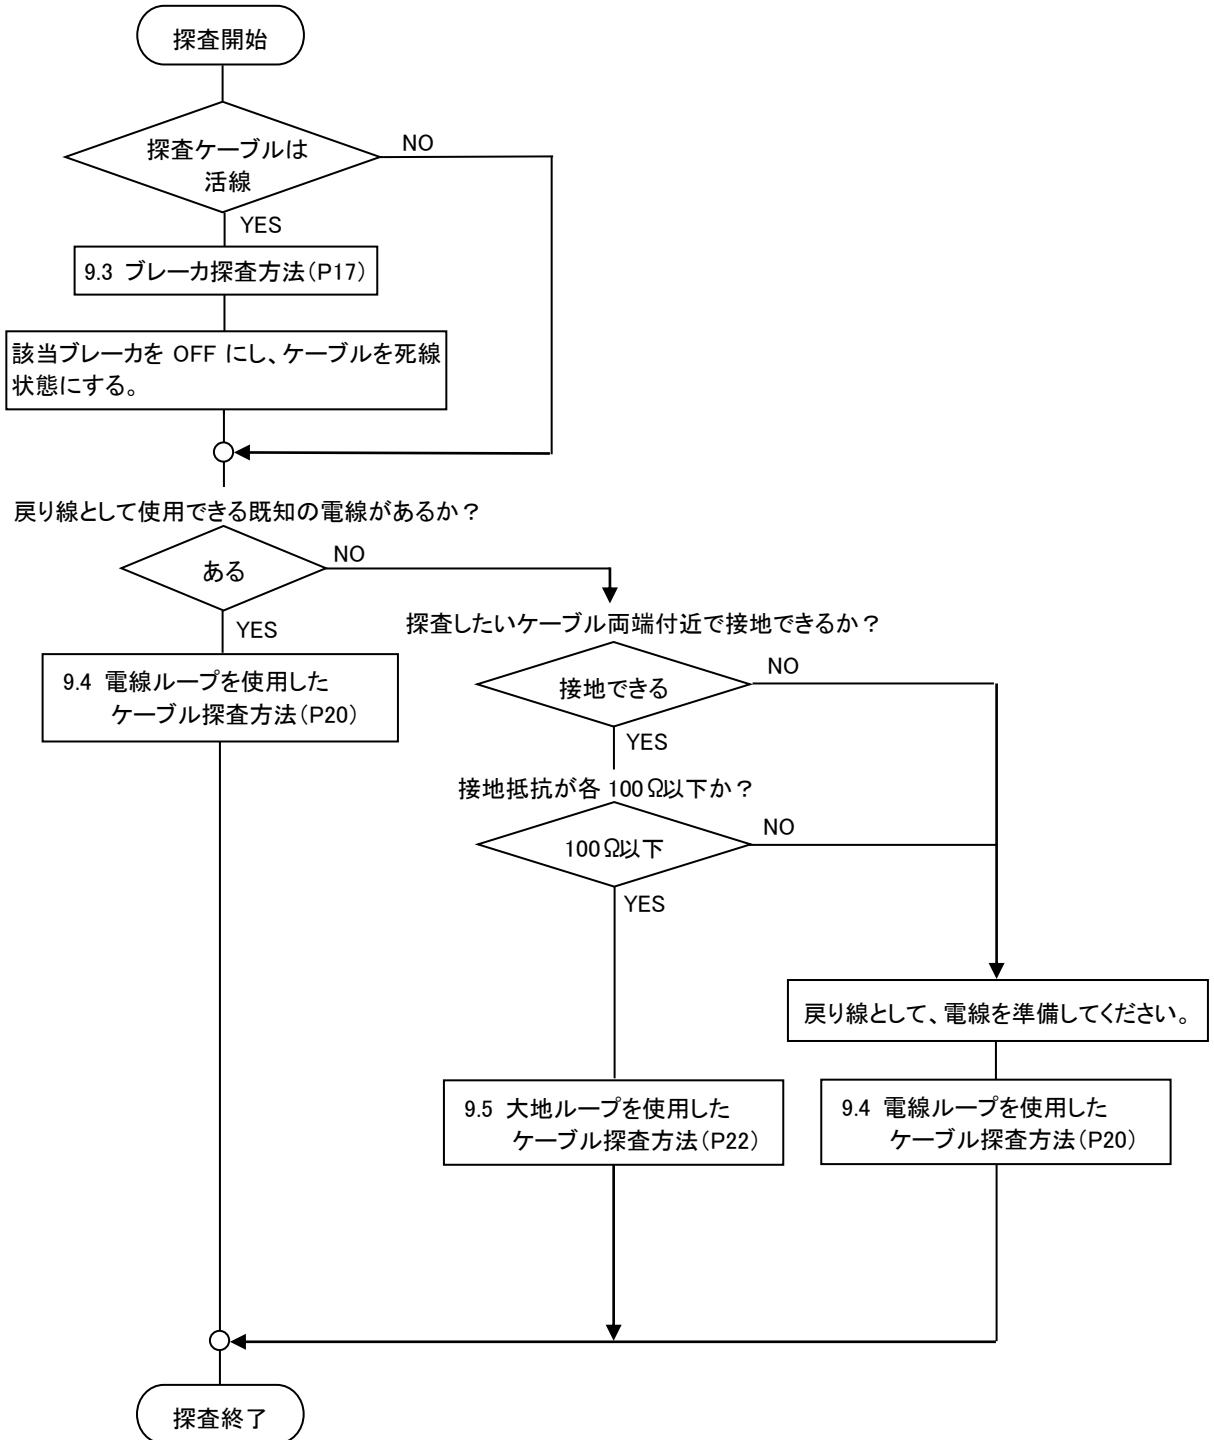 探査開始
探査ケーブルは
活線
NO
YES
9.3 ブレーカ探査方法(P17)
該当ブレーカを OFF にし、ケーブルを死線
状態にする。
戻り線として使用できる既知の電線があるか?
ある
NO
YES
探査したいケーブル両端付近で接地できるか?
9.4 電線ループを使用した
ケーブル探査方法(P20)
接地できる
NO
YES
接地抵抗が各 100Ω以下か?
100Ω以下
NO
YES
戻り線として、電線を準備してください。
9.5 大地ループを使用した
ケーブル探査方法(P22)
9.4 電線ループを使用した
ケーブル探査方法(P20)
探査終了